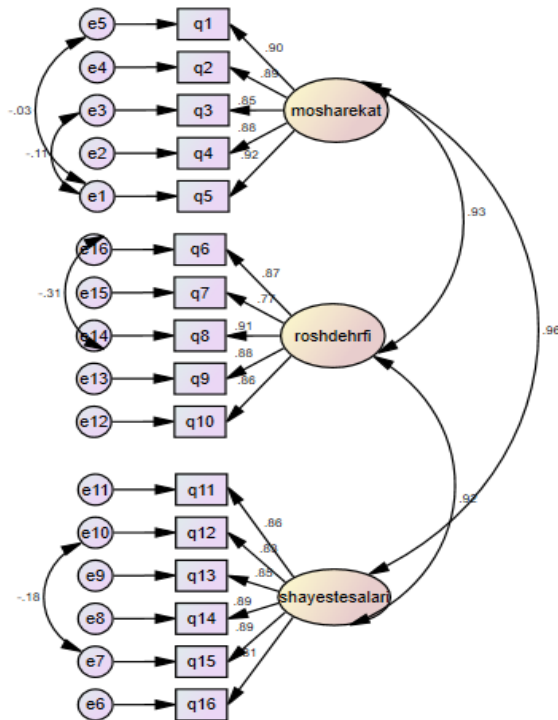 e5 q1
.90
e4 q2
.89
e3 q3 .85 mosharekat
-.03
e2 q4 .88
-.11 .92
e1 q5
.93
e16 q6
.87
e15 q7 .77
-.31
e14 q8 .91 roshdehrfi
.96
e13 q9 .88
.86
e12 q10
e11 q11
.92
.86
e10 q12
e9 q13 .85
-.18 shayestesalari
e8 q14 .89
.89
e7 q15
.81
e6 q16